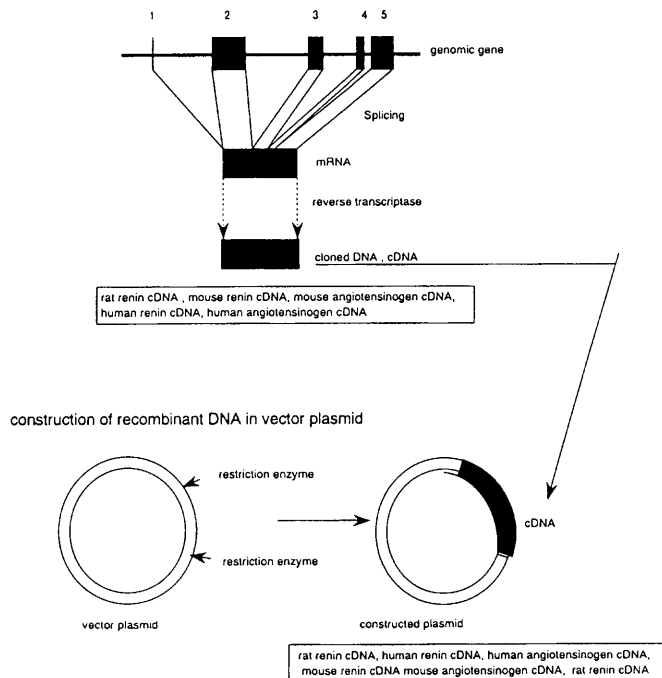 1 2 3 4 5
genomic gene
Splicing
mRNA
reverse transcriptase
cloned DNA , cDNA
rat renin cDNA , mouse renin cDNA, mouse angiotensinogen cDNA,
human renin cDNA, human angiotensinogen cDNA
construction of recombinant DNA in vector plasmid
restriction enzyme
cDNA
restriction enzyme
vector plasmid
constructed plasmid
rat renin cDNA, human renin cDNA, human angiotensinogen cDNA,
mouse renin cDNA mouse angiotensinogen cDNA, rat renin cDNA